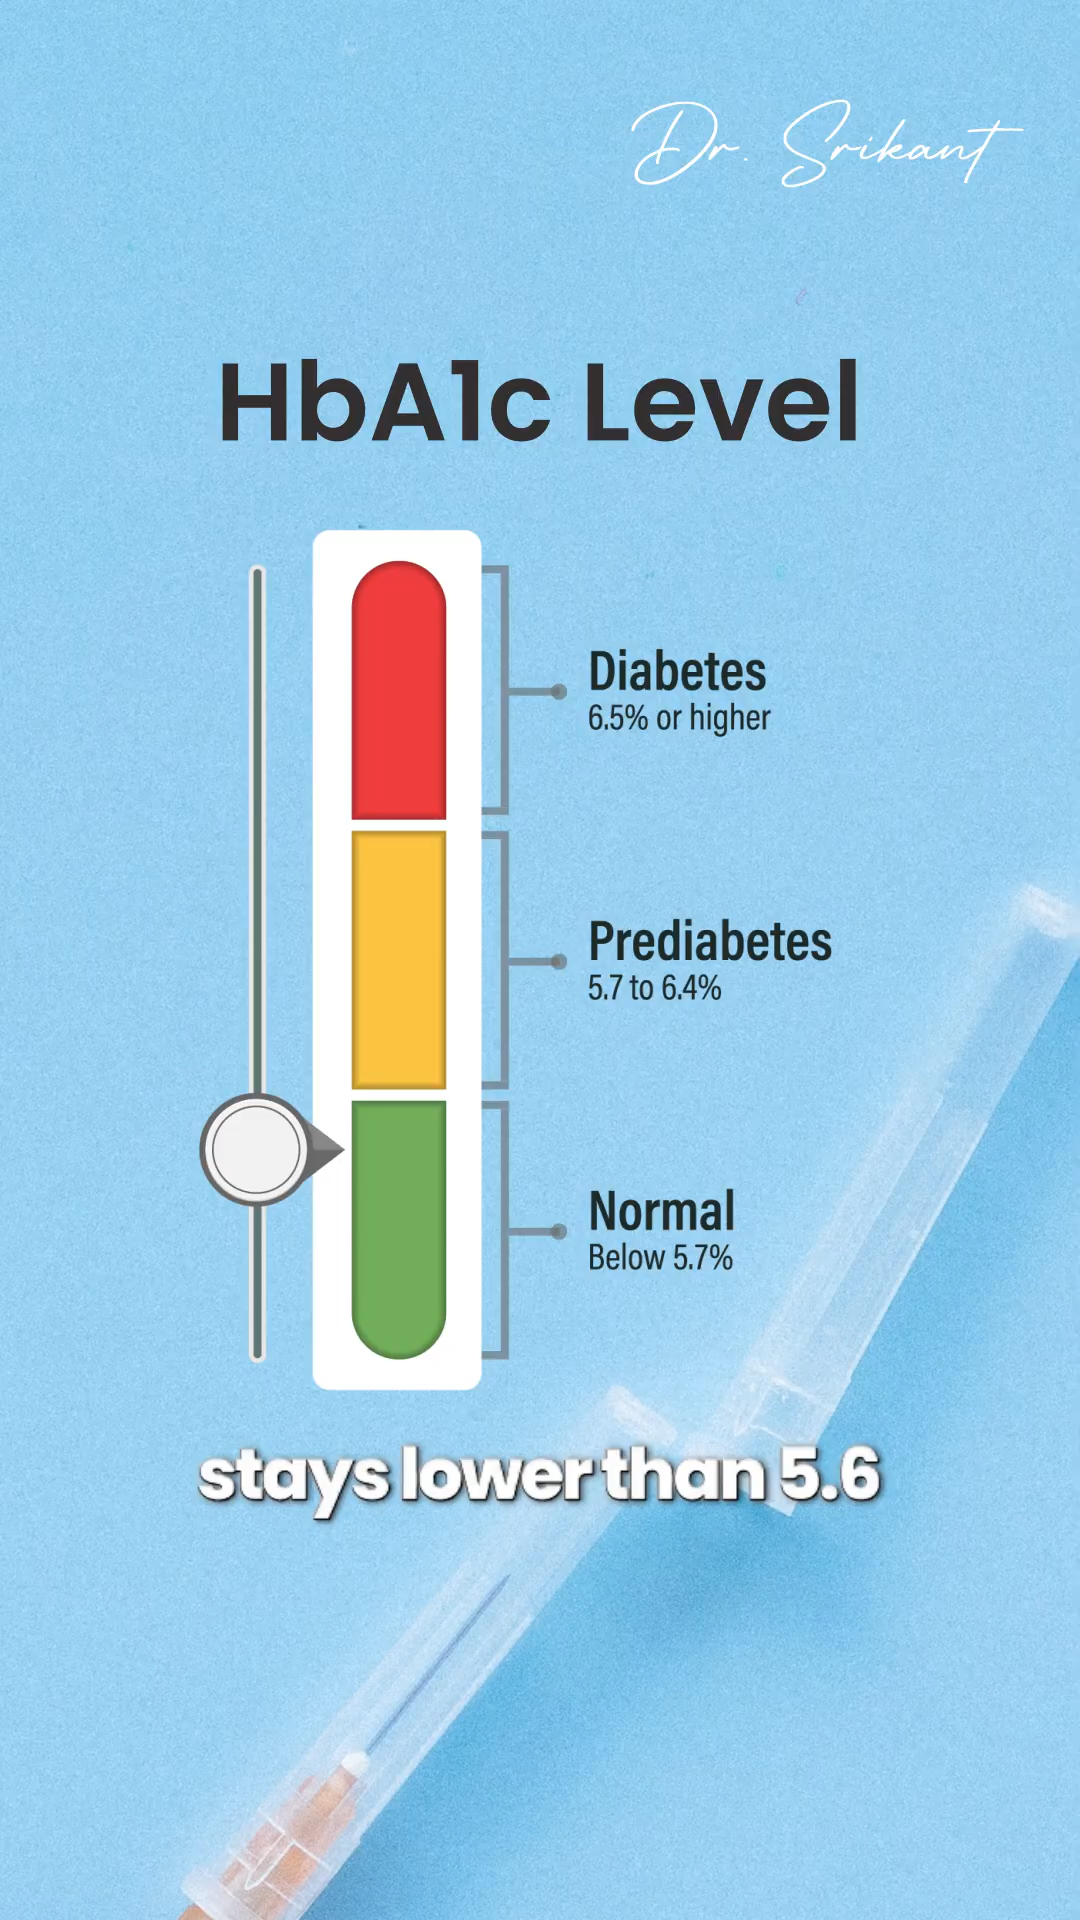 Dr. Srikant
HbA1c Level
Diabetes
6.5% or higher
Prediabetes
5.7 to 6.4%
Normal
Below 5.7%
stays lower than 5.6